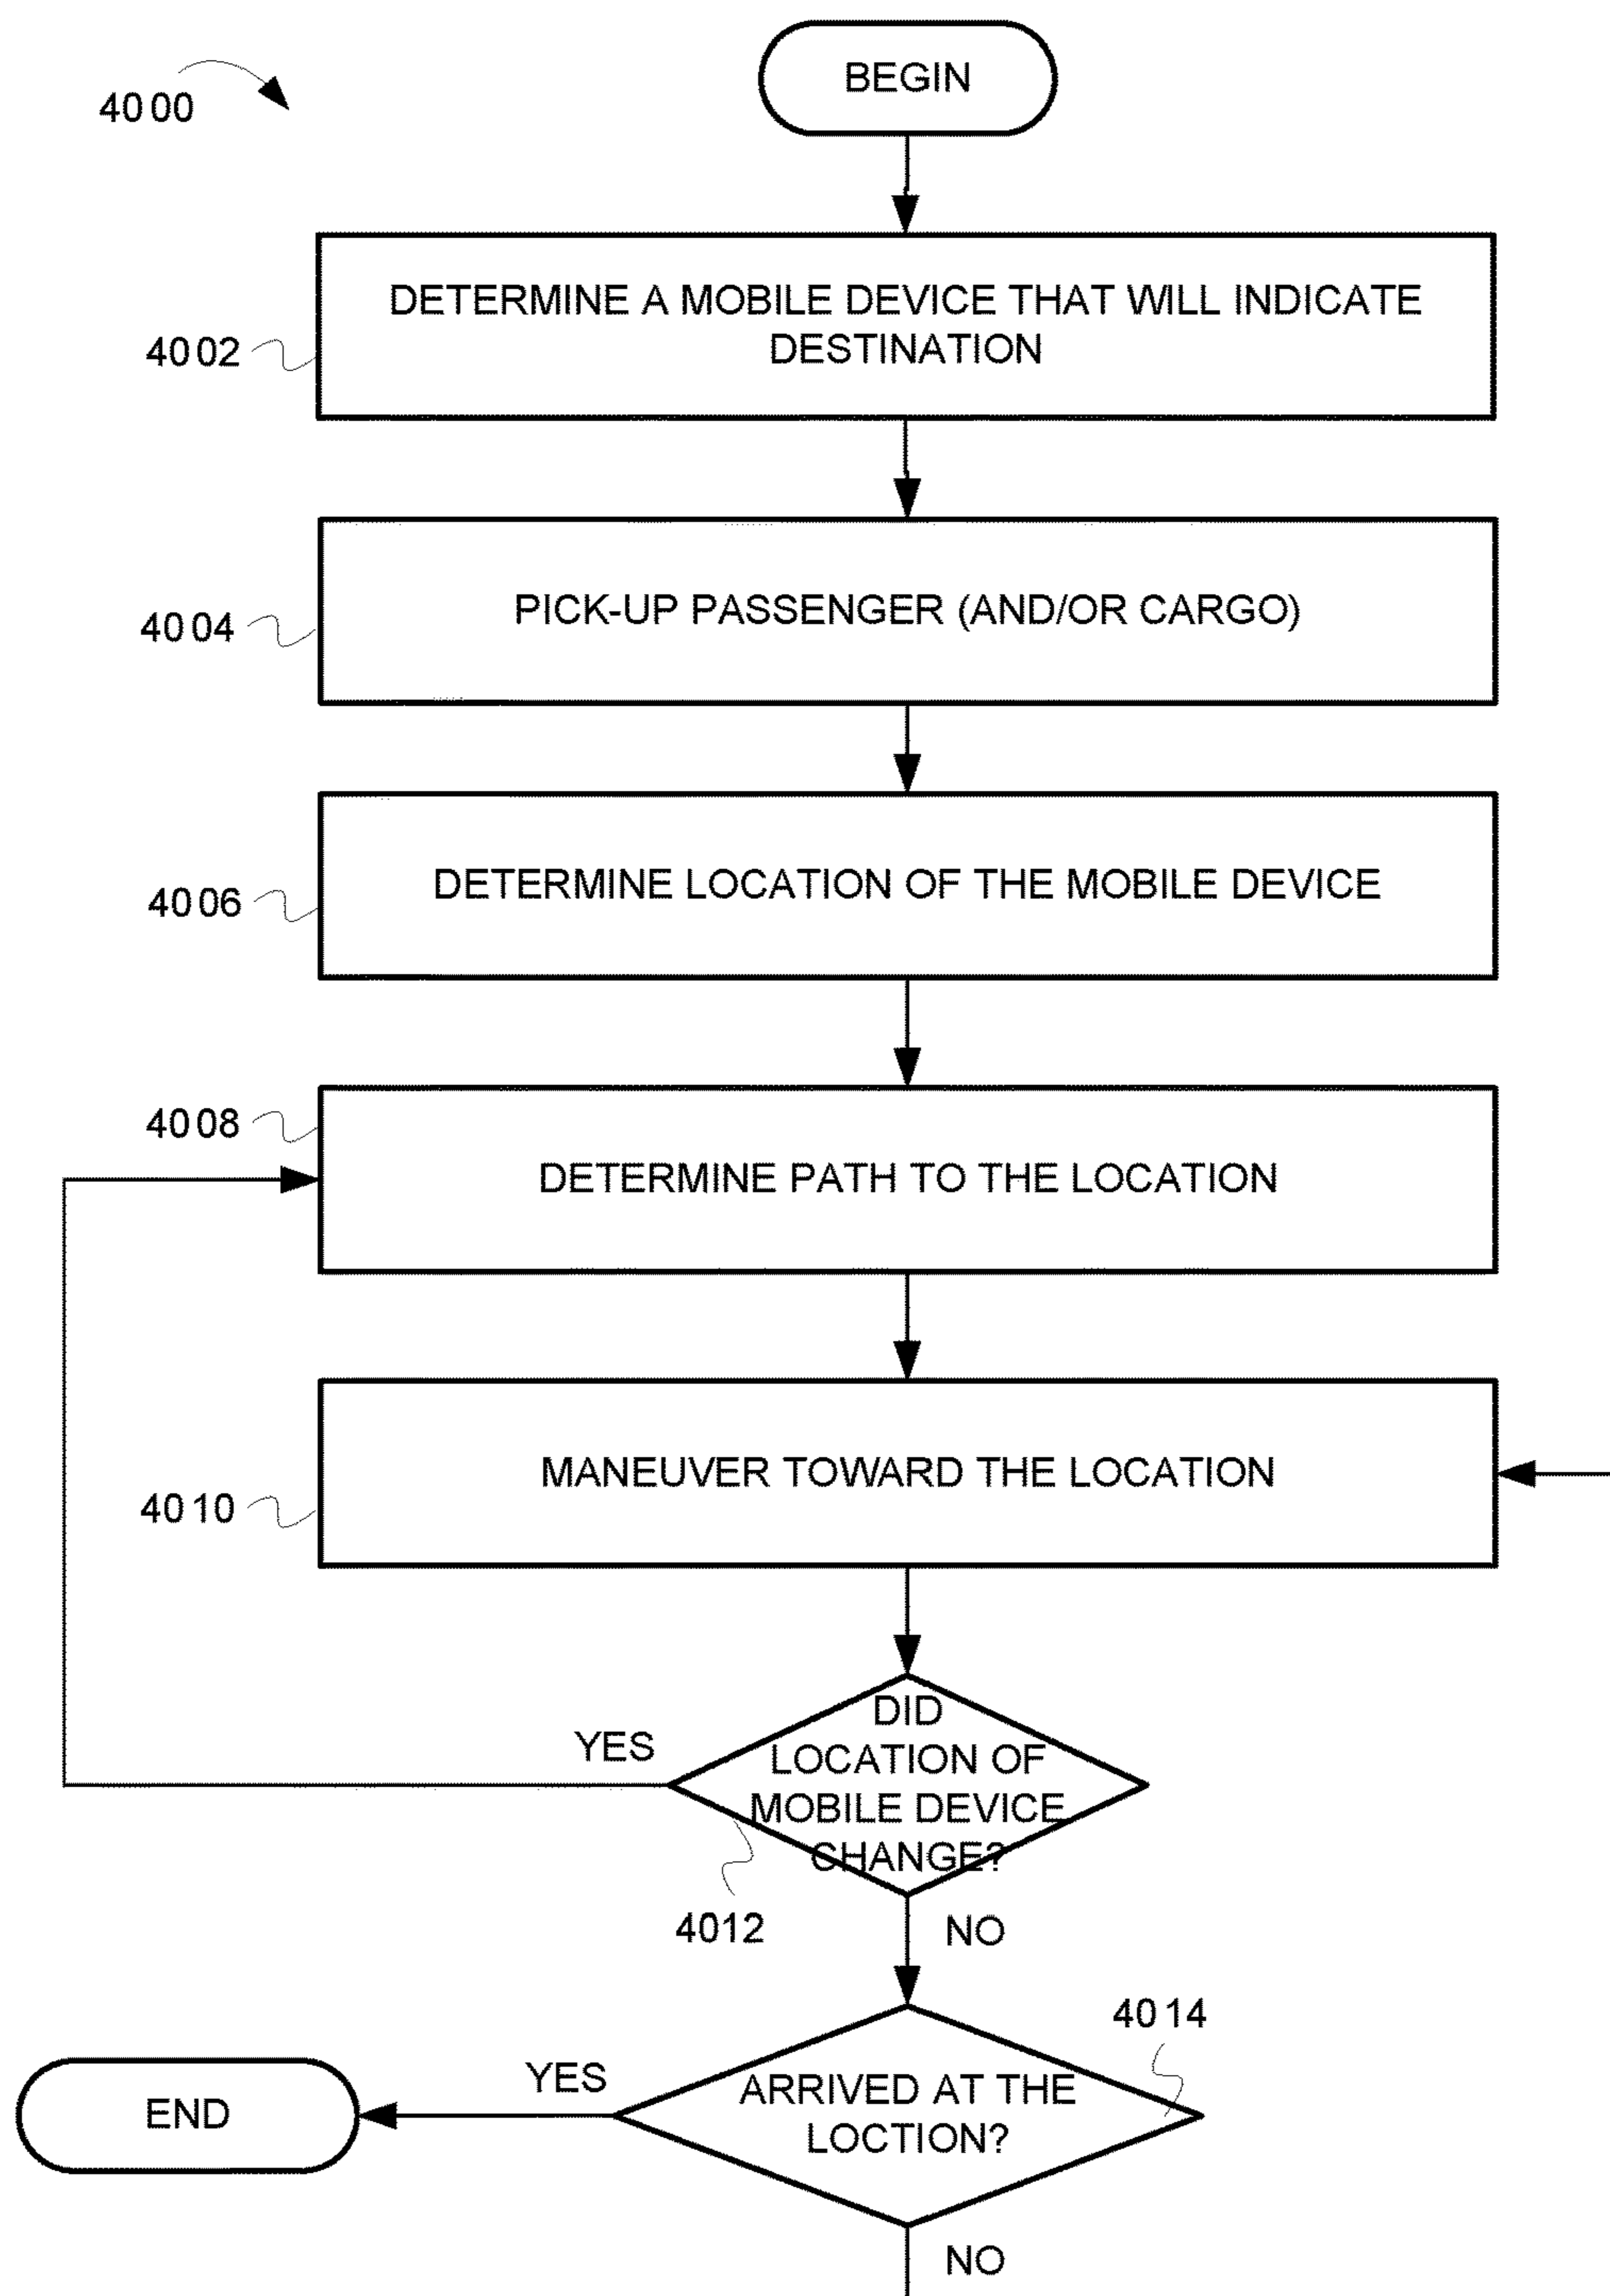 4000
BEGIN
DETERMINE A MOBILE DEVICE THAT WILL INDICATE
DESTINATION
4002
PICK-UP PASSENGER (AND/OR CARGO)
4004
DETERMINE LOCATION OF THE MOBILE DEVICE
4006
4008
DETERMINE PATH TO THE LOCATION
MANEUVER TOWARD THE LOCATION
4010
DID
LOCATION OF
MOBILE DEVICE
CHANGE?
YES
4012
NO
4014
ARRIVED AT THE
LOCTION?
YES
END
NO